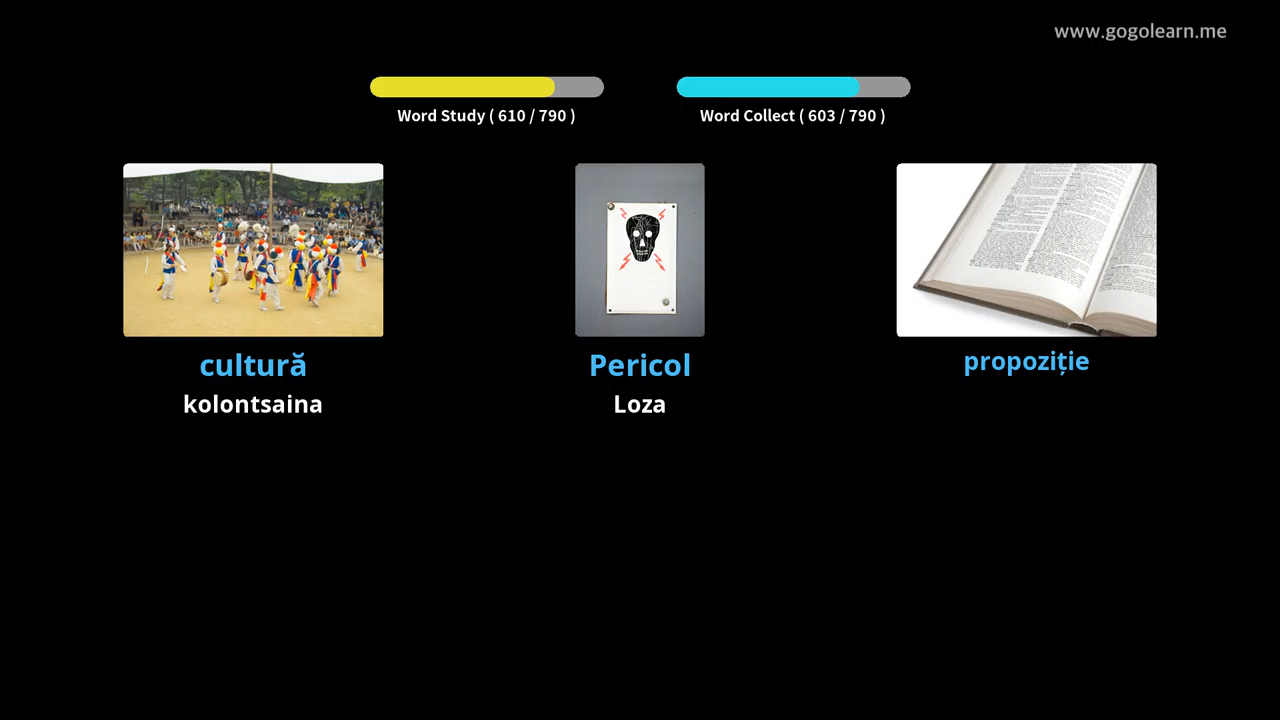 www.gogolearn.me
Word Study ( 610 / 790 )
Word Collect ( 603 / 790 )
cultură
kolontsaina
Pericol
Loza
propoziție